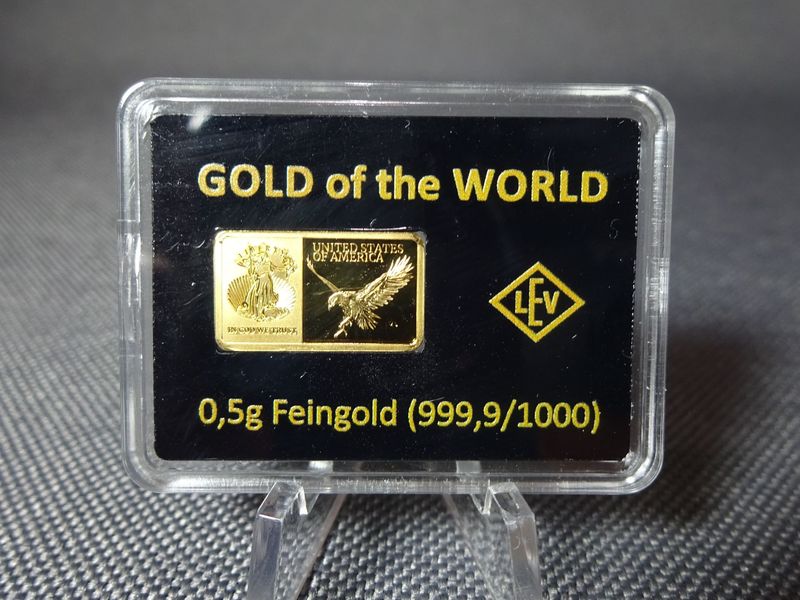 GOLD of the WORLD
LIBERTY
IN GOD WE TRUST
UNITED STATES
OF AMERICA
LEV
0,5g Feingold (999,9/1000)